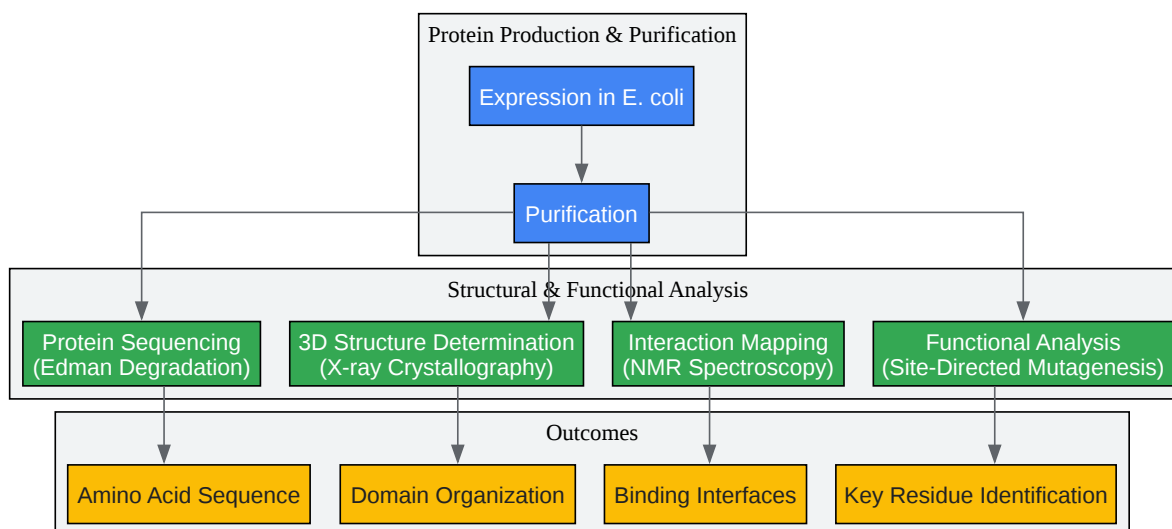 Protein Production & Purification
Expression in E. coli
Purification
Structural & Functional Analysis
Protein Sequencing
(Edman Degradation)
3D Structure Determination
(X-ray Crystallography)
Interaction Mapping
(NMR Spectroscopy)
Functional Analysis
(Site-Directed Mutagenesis)
Outcomes
Amino Acid Sequence
Domain Organization
Binding Interfaces
Key Residue Identification